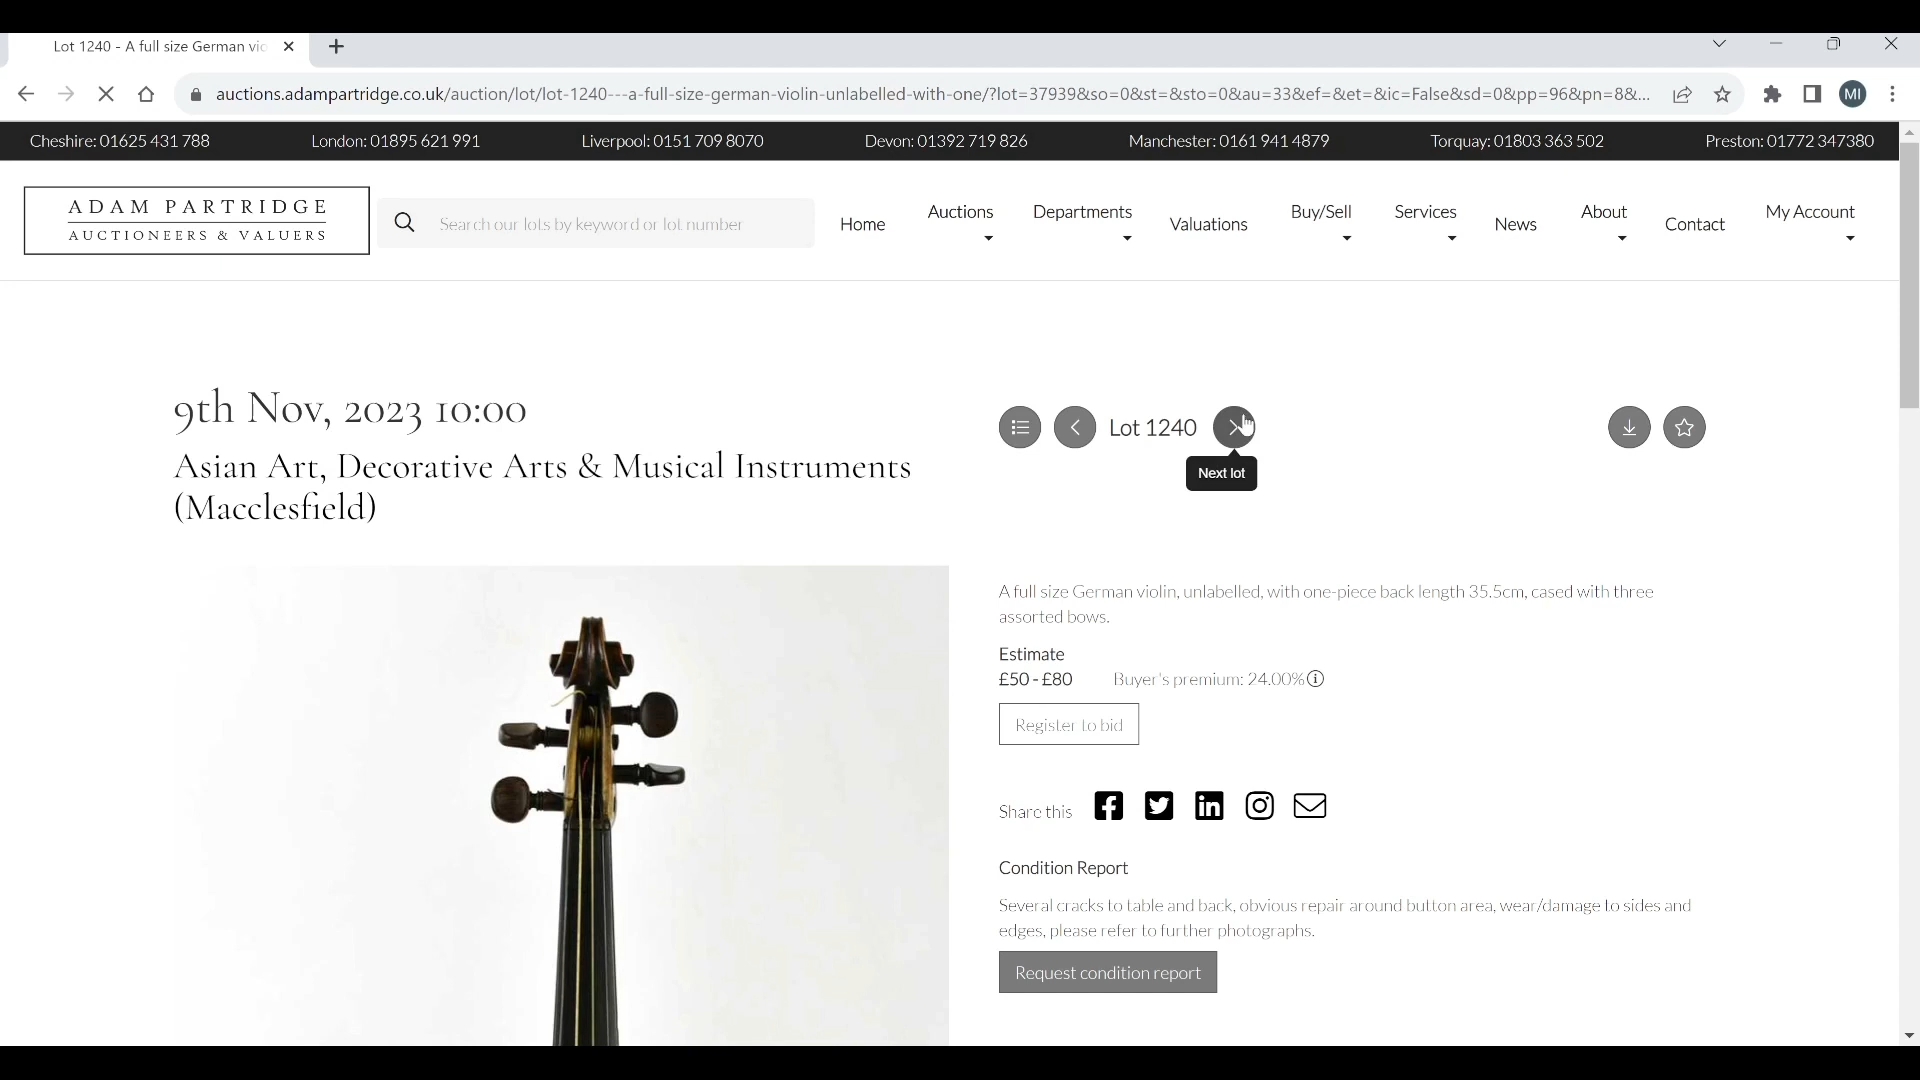 Lot 1240 - A full size German vio
auctions.adampartridge.co.uk/auction/lot/lot-1240---a-full-size-german-violin-unlabelled-with-one/?lot=37939&so=0&st=&sto=0&au=33&ef=&et=&ic=False&sd=0&pp=96&pn=8&...
MI
Cheshire: 01625 431 788
London: 01895 621 991
Liverpool: 0151 709 8070
Devon: 01392 719 826
Manchester: 0161 941 4879
Torquay: 01803 363 502
Preston: 01772 347380
ADAM PARTRIDGE
AUCTIONEERS & VALUERS
Search our lots by keyword or lot number
Home
Auctions
Departments
Valuations
Buy/Sell
Services
News
About
Contact
My Account
9th Nov, 2023 10:00
Asian Art, Decorative Arts & Musical Instruments
(Macclesfield)
Lot 1240
Next lot
A full size German violin, unlabelled, with one-piece back length 35.5cm, cased with three
assorted bows.
Estimate
£50 - £80 Buyer's premium: 24.00%
Register to bid
Share this
Condition Report
Several cracks to table and back, obvious repair around button area, wear/damage to sides and
edges, please refer to further photographs.
Request condition report